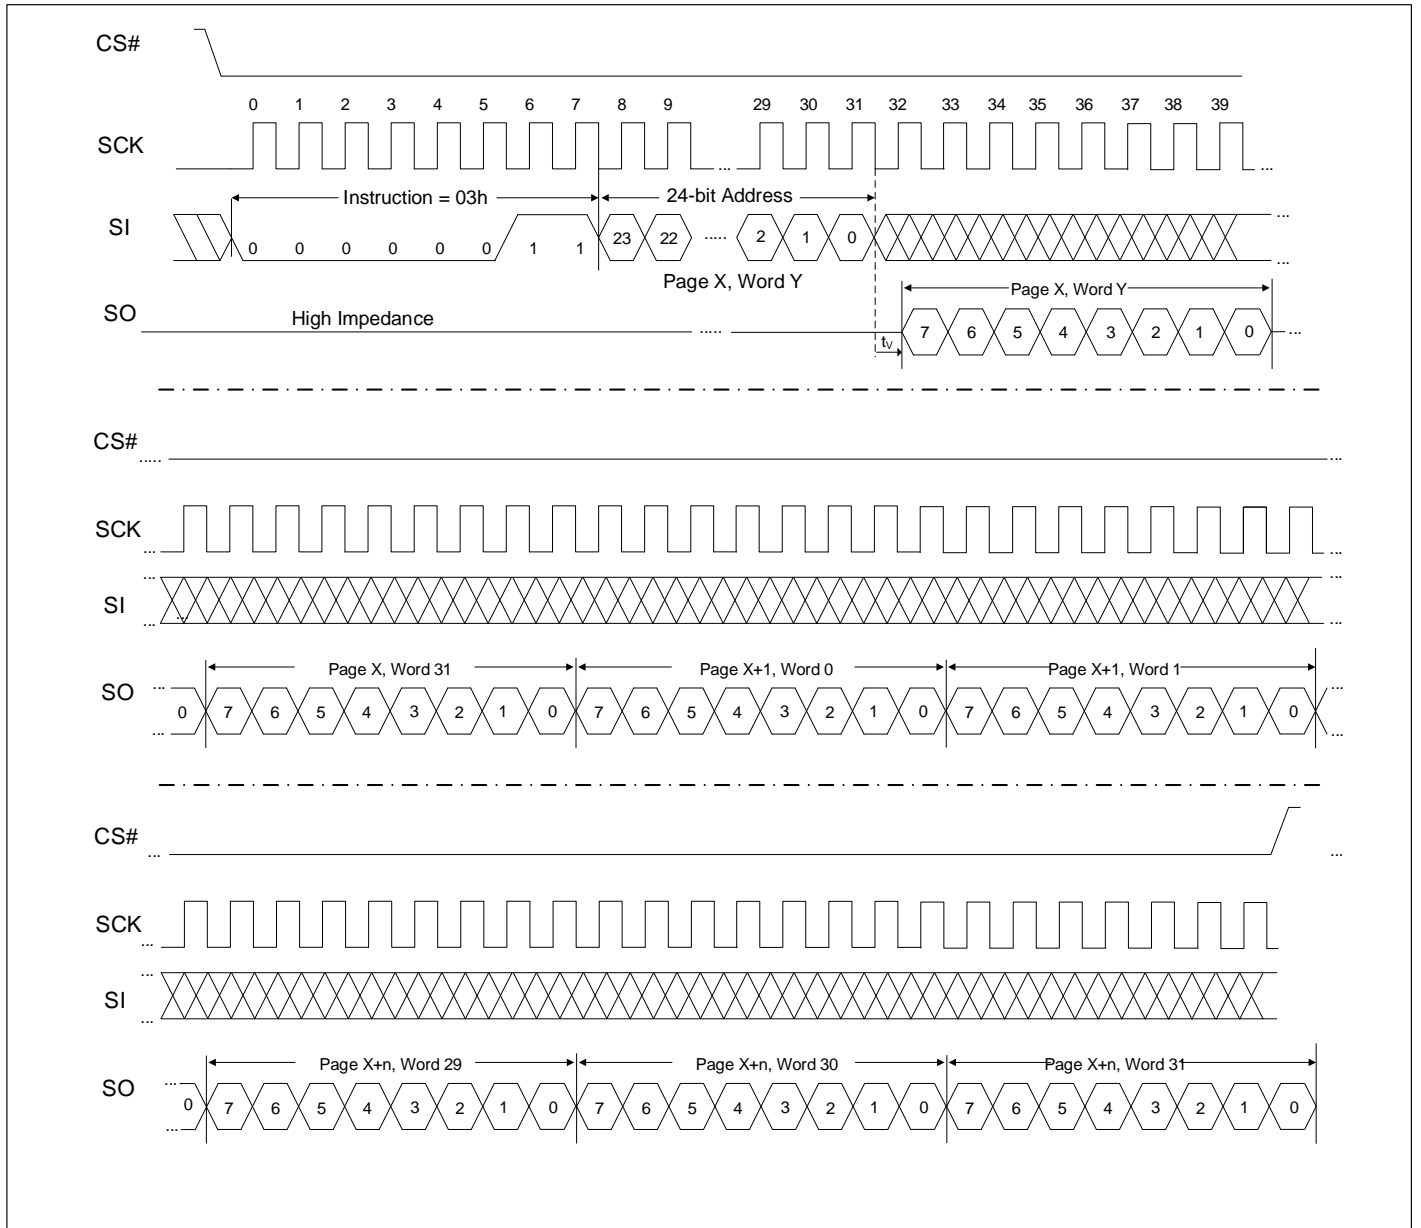 CS#
0 1 2 3 4 5 6 7 8 9 29 30 31 32 33 34 35 36 37 38 39
SCK ... ...
Instruction = 03h 24-bit Address
SI 0 0 0 0 0 0 1 1 23 22 ..... 2 1 0 ... ...
Page X, Word Y
Page X, Word Y
SO High Impedance ..... 7 6 5 4 3 2 1 0 ...
tV
CS# ..... ...
SCK ... ...
SI ... ... ... ... ...
Page X, Word 31 Page X+1, Word 0 Page X+1, Word 1
SO ... ... 0 7 6 5 4 3 2 1 0 7 6 5 4 3 2 1 0 7 6 5 4 3 2 1 0 ... ...
CS# ... ...
SCK ...
SI ... ...
Page X+n, Word 29 Page X+n, Word 30 Page X+n, Word 31
SO ... ... 0 7 6 5 4 3 2 1 0 7 6 5 4 3 2 1 0 7 6 5 4 3 2 1 0